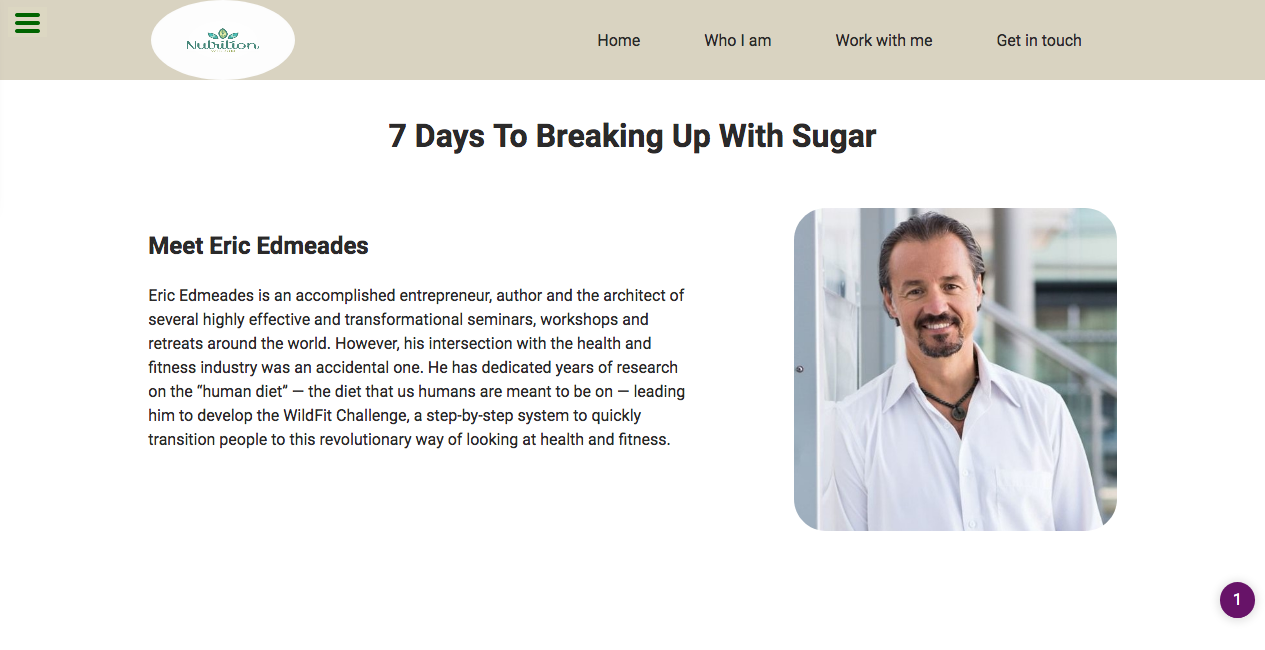 Nutrition
Home
Who I am
Work with me
Get in touch
7 Days To Breaking Up With Sugar
Meet Eric Edmeades
Eric Edmeades is an accomplished entrepreneur, author and the architect of
several highly effective and transformational seminars, workshops and
retreats around the world. However, his intersection with the health and
fitness industry was an accidental one. He has dedicated years of research
on the “human diet” — the diet that us humans are meant to be on — leading
him to develop the WildFit Challenge, a step-by-step system to quickly
transition people to this revolutionary way of looking at health and fitness.
1